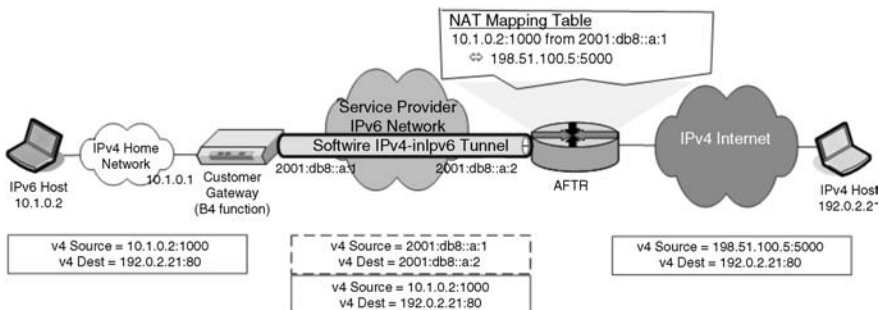 NAT Mapping Table
10.1.0.2:1000 from 2001:db8::a:1
⇔ 198.51.100.5:5000
Service Provider
IPv6 Network
IPv4 Home
Network
Softwire IPv4-inIpv6 Tunnel
IPv4 Internet
10.1.0.1
2001:db8::a:1
2001:db8::a:2
IPv6 Host
10.1.0.2
Customer
Gateway
(B4 function)
AFTR
IPv4 Host
192.0.2.21
v4 Source = 10.1.0.2:1000
v4 Dest = 192.0.2.21:80
v4 Source = 2001:db8::a:1
v4 Dest = 2001:db8::a:2
v4 Source = 10.1.0.2:1000
v4 Dest = 192.0.2.21:80
v4 Source = 198.51.100.5:5000
v4 Dest = 192.0.2.21:80